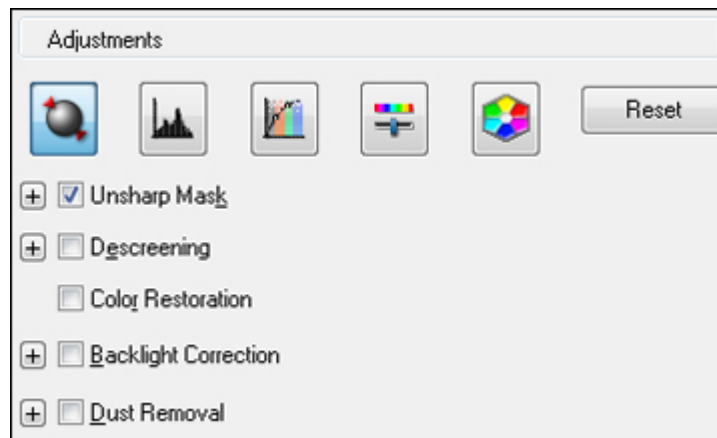 Adjustments
Reset
Unsharp Mask
Descreening
Color Restoration
Backlight Correction
Dust Removal